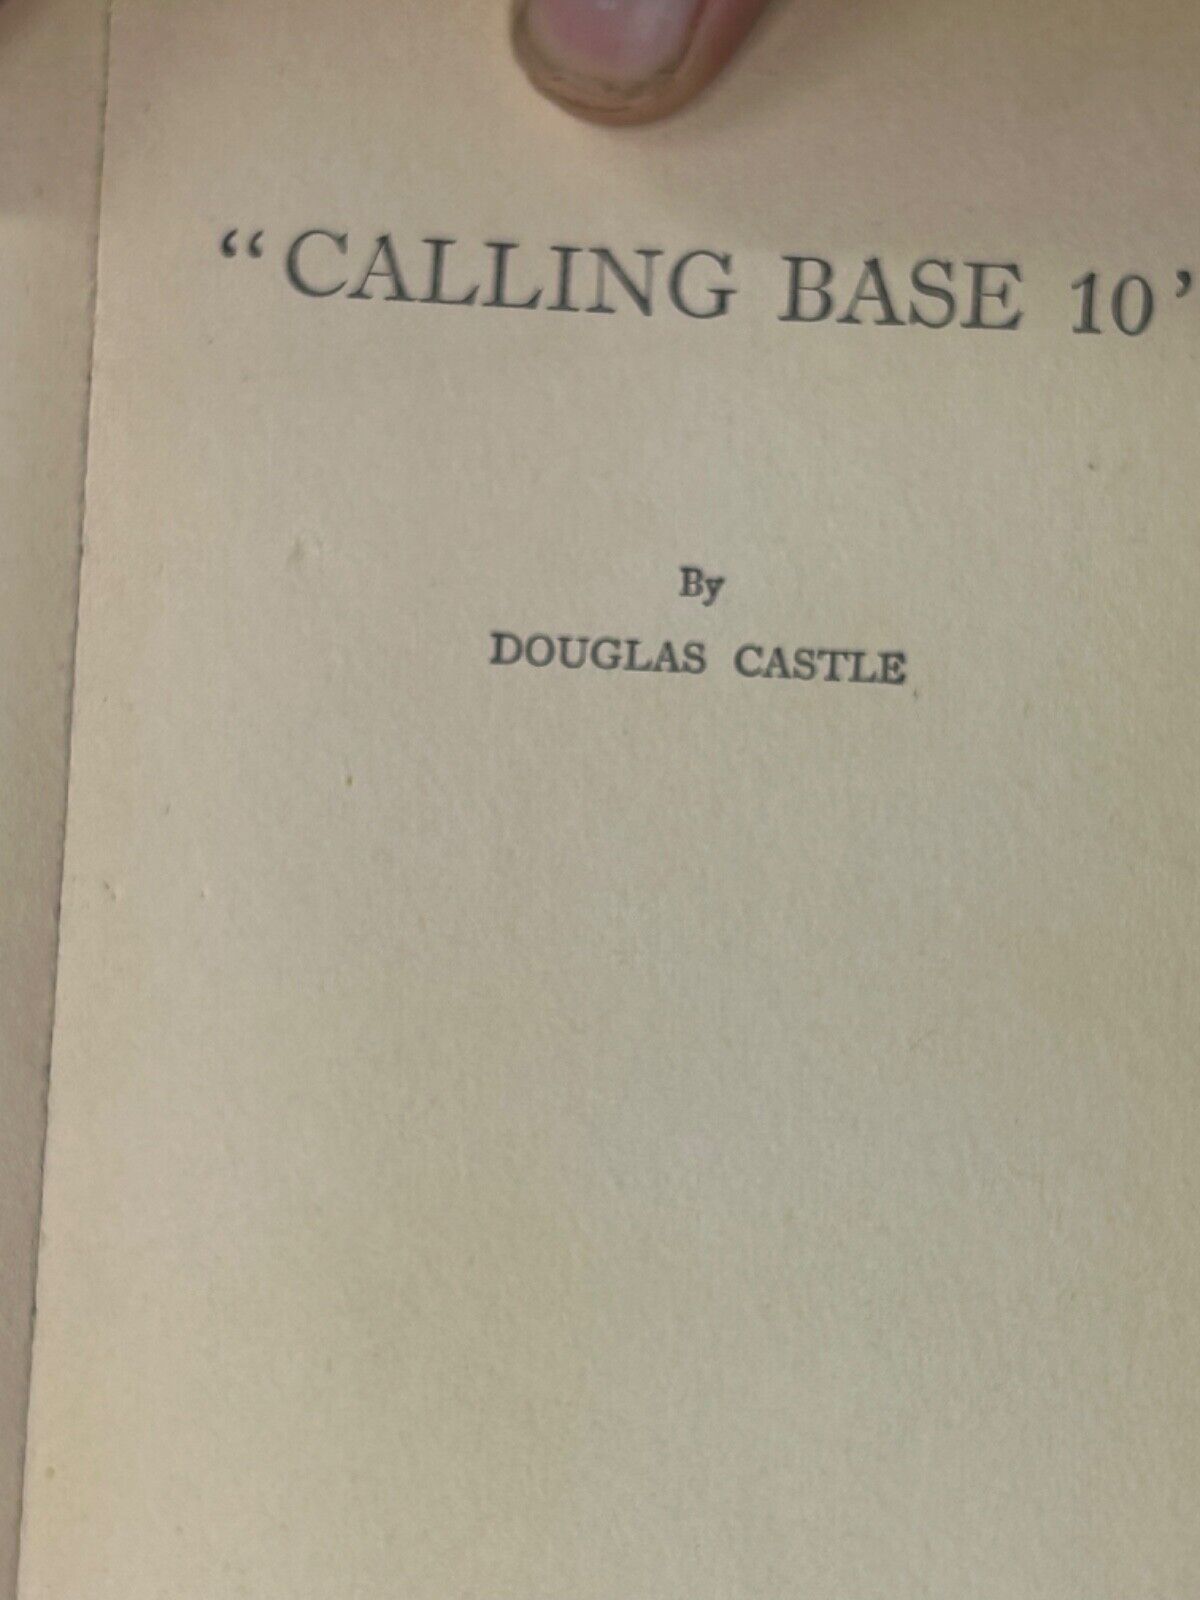 “CALLING BASE 10’
By
DOUGLAS CASTLE